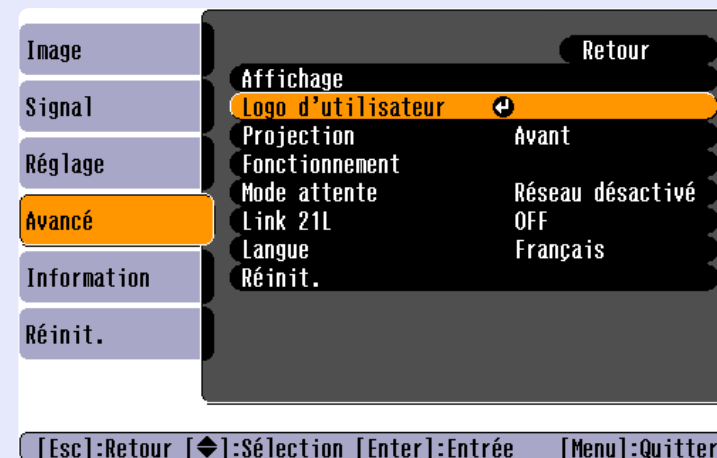 Image
Signal
Réglage
Avancé
Information
Réinit.
Retour
Affichage
Logo d'utilisateur
Projection Avant
Fonctionnement
Mode attente Réseau désactivé
Link 21L OFF
Langue Français
Réinit.
[Esc]:Retour [◆]:Sélection [Enter]:Entrée [Menu]:Quitter